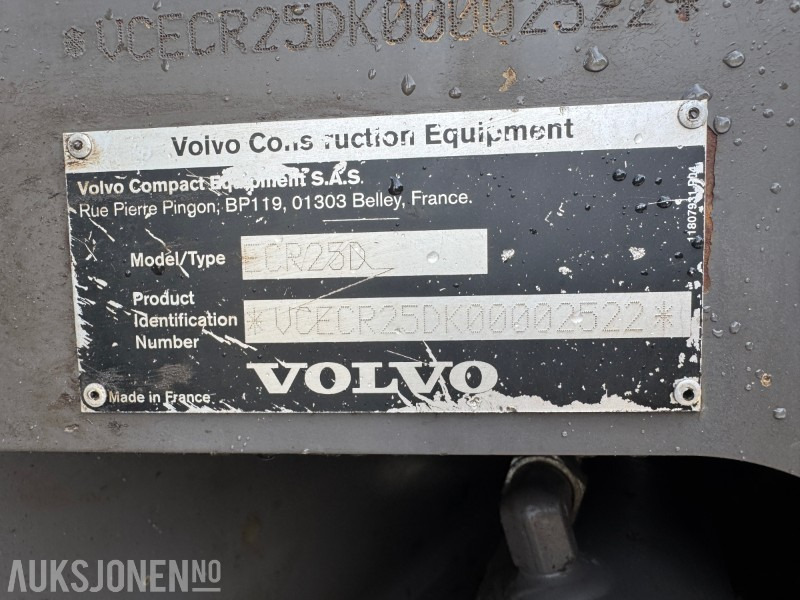 *VCECR25DK00002522*
Volvo Construction Equipment
Volvo Compact Equipment S.A.S.
Rue Pierre Pingon, BP119, 01303 Belley, France.
Model/Type ECR25D
Product
Identification *VCECR25DK00002522*
Number
VOLVO
Made in France
AUKSJONEN.NO